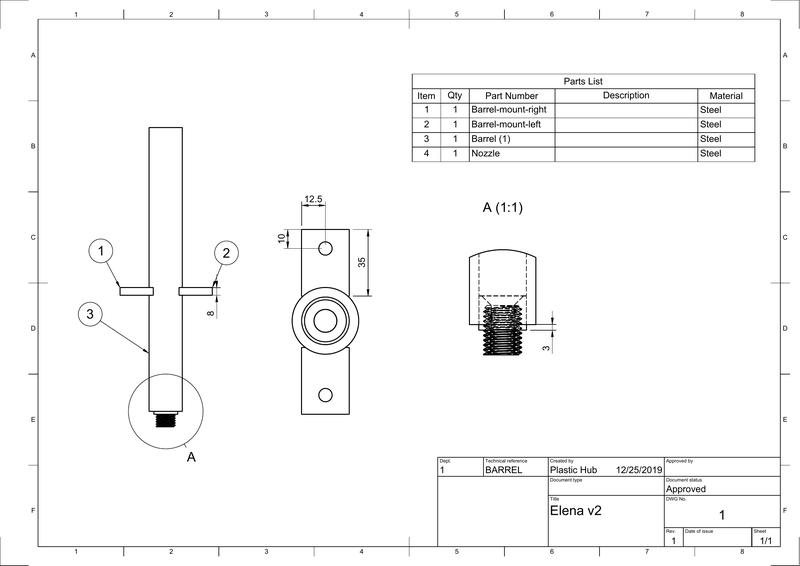 1 2 3 4 5 6 7 8
A A
Parts List
Item Qty Part Number Description Material
1 1 Barrel-mount-right Steel
2 1 Barrel-mount-left Steel
3 1 Barrel (1) Steel
4 1 Nozzle Steel
B B
12.5
A (1:1)
10
35
C C
1
2
8
3
D D
3
E E
A
Dept. Technical reference Created by Approved by
1 BARREL Plastic Hub 12/25/2019
Document type Document status
Approved
Title DWG No.
Elena v2 1
F F
Rev. Date of issue Sheet
1 1/1
1 2 3 4 5 6 7 8